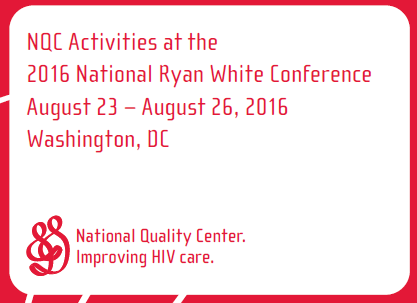 NQC Activities at the
2016 National Ryan White Conference
August 23 – August 26, 2016
Washington, DC
National Quality Center.
Improving HIV care.